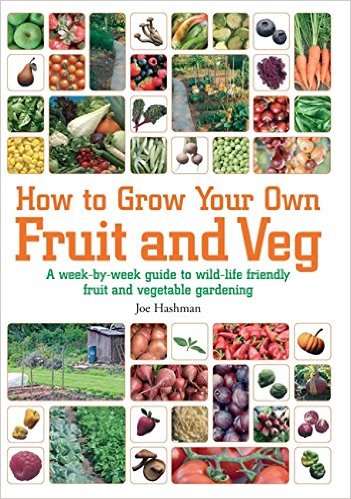 How to Grow Your Own
Fruit and Veg
A week-by-week guide to wild-life friendly
fruit and vegetable gardening
Joe Hashman